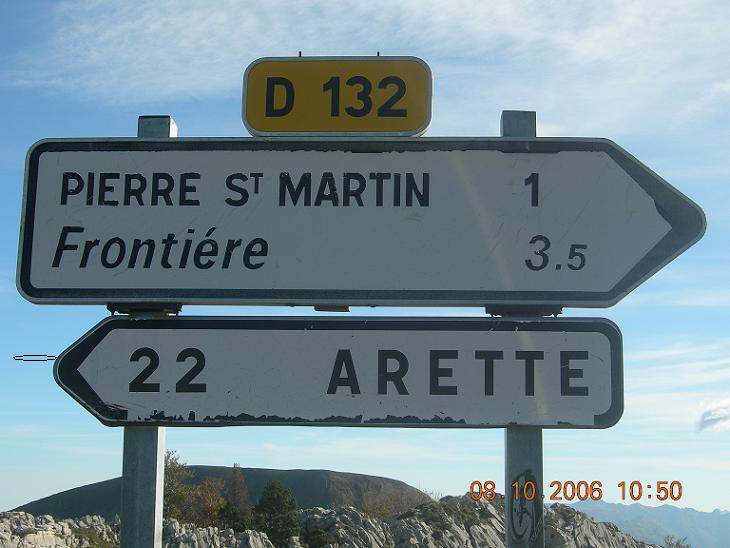 D 132
PIERRE ST MARTIN 1
Frontiére 3.5
22 ARETTE
08.10.2006 10:50